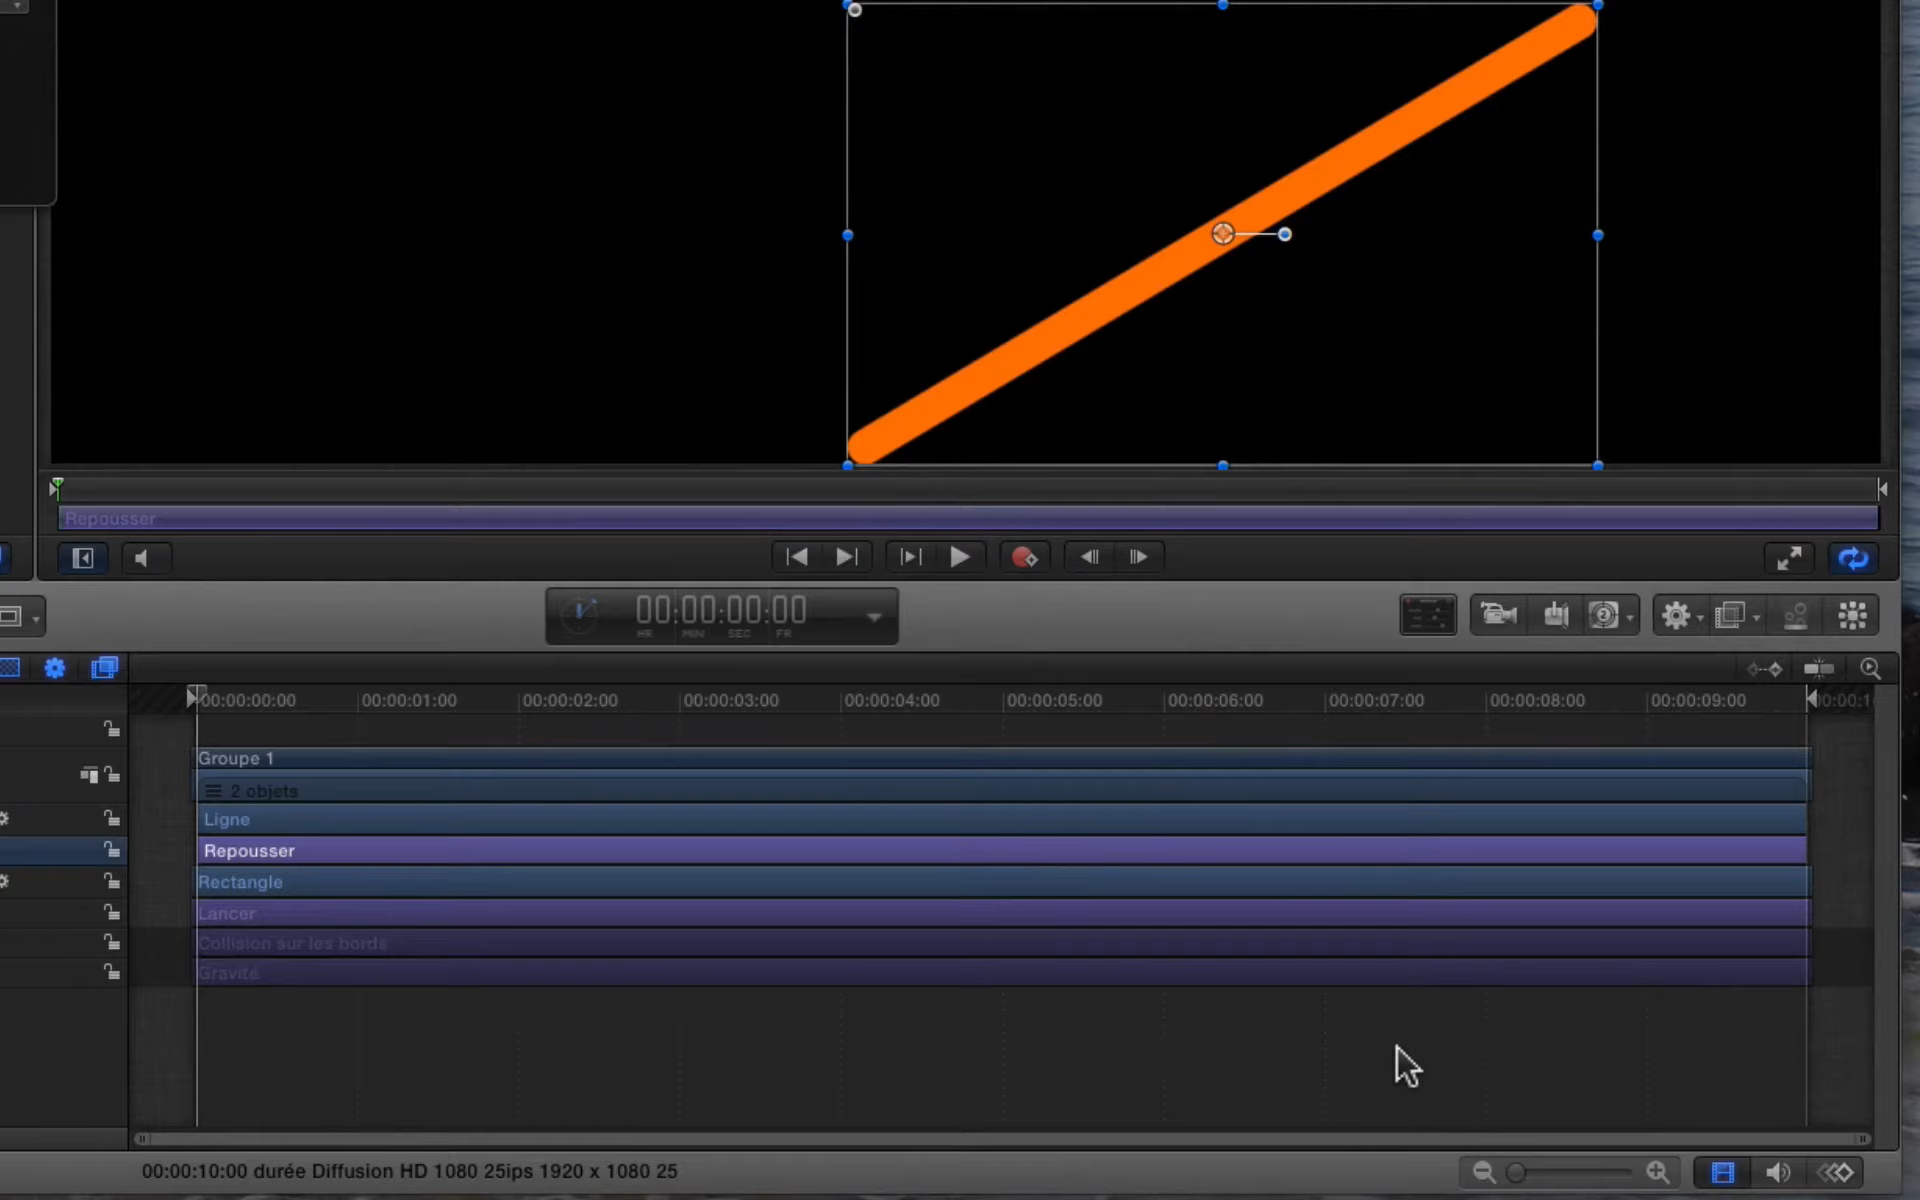 Repousser
00:00:00:00
HR MIN SEC FR
00:00:00:00 00:00:01:00 00:00:02:00 00:00:03:00 00:00:04:00 00:00:05:00 00:00:06:00 00:00:07:00 00:00:08:00 00:00:09:00 00:00:1
Groupe 1
2 objets
Ligne
Repousser
Rectangle
Lancer
Collision sur les bords
Gravité
00:00:10:00 durée Diffusion HD 1080 25ips 1920 x 1080 25